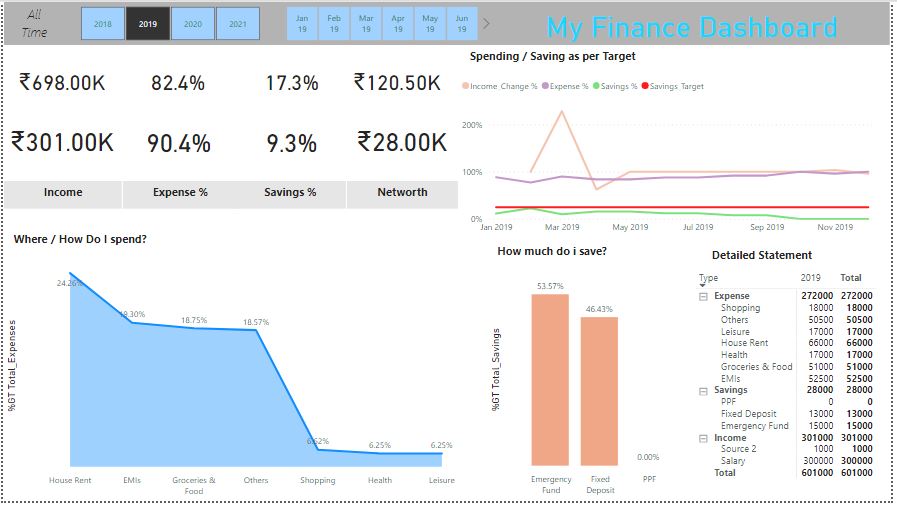 All Time
2018 2019 2020 2021
Jan 19 Feb 19 Mar 19 Apr 19 May 19 Jun 19
My Finance Dashboard
₹698.00K 82.4% 17.3% ₹120.50K
₹301.00K 90.4% 9.3% ₹28.00K
Income Expense % Savings % Networth
Spending / Saving as per Target
Income Change % Expense % Savings % Savings Target
200%
100%
0%
Jan 2019 Mar 2019 May 2019 Jul 2019 Sep 2019 Nov 2019
Where / How Do I spend?
%GT Total_Expenses
24.26% 18.30% 18.75% 18.57% 6.62% 6.25% 6.25%
House Rent EMIs Groceries & Food Others Shopping Health Leisure
How much do i save?
%GT Total_Savings
53.57% 46.43% 0.00%
Emergency Fund Fixed Deposit PPF
Detailed Statement
Type 2019 Total
Expense 272000 272000
Shopping 18000 18000
Others 50500 50500
Leisure 17000 17000
House Rent 66000 66000
Health 17000 17000
Groceries & Food 51000 51000
EMIs 52500 52500
Savings 28000 28000
PPF 0 0
Fixed Deposit 13000 13000
Emergency Fund 15000 15000
Income 301000 301000
Source 2 1000 1000
Salary 300000 300000
Total 601000 601000